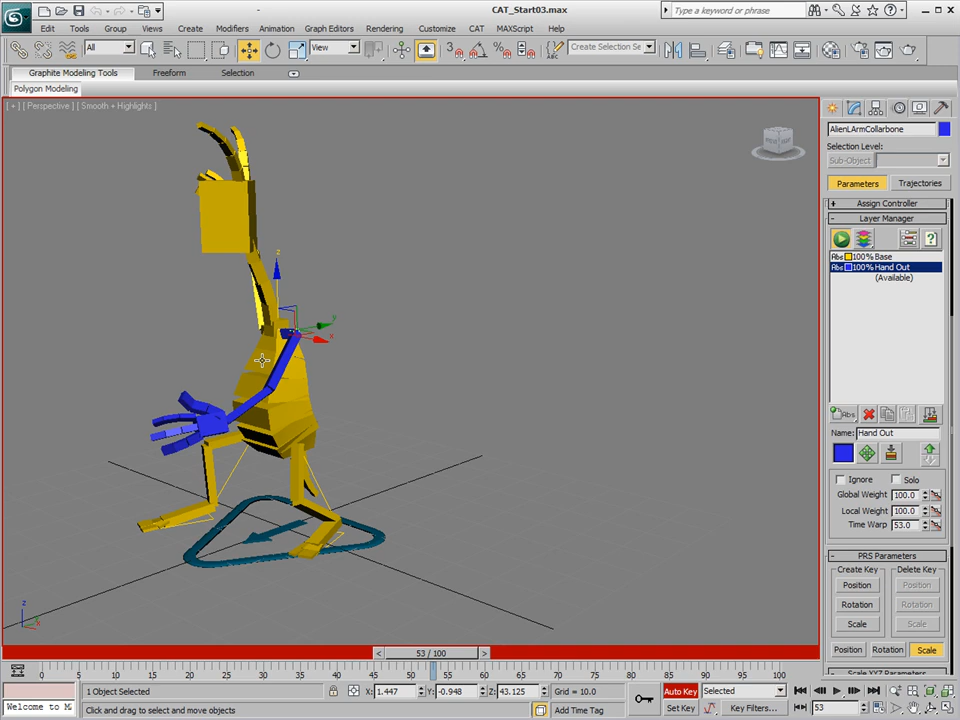 CAT_Start03.max
Type a keyword or phrase
Edit Tools Group Views Create Modifiers Animation Graph Editors Rendering Customize CAT MAXScript Help
All View 3 Create Selection Se
Graphite Modeling Tools Freeform Selection
Polygon Modeling
[ + ] [ Perspective ] [ Smooth + Highlights ]
AlienLArmCollarbone
Selection Level:
Sub-Object
Parameters Trajectories
+ Assign Controller
- Layer Manager
Abs 100% Base
Abs 100% Hand Out
(Available)
Abs
Name: Hand Out
Ignore Solo
Global Weight 100.0
Local Weight 100.0
Time Warp 53.0
- PRS Parameters
Create Key Delete Key
Position Position
Rotation Rotation
Scale Scale
Position Rotation Scale
Scale XYZ Parameters
z
y
x
z
x
< 53 / 100 >
0 5 10 15 20 25 30 35 40 45 50 55 60 65 70 75 80 85 90 95 100
1 Object Selected X: 1.447 Y: -0.948 Z: 43.125 Grid = 10.0 Auto Key Selected
Welcome to M Click and drag to select and move objects Add Time Tag Set Key Key Filters... 53